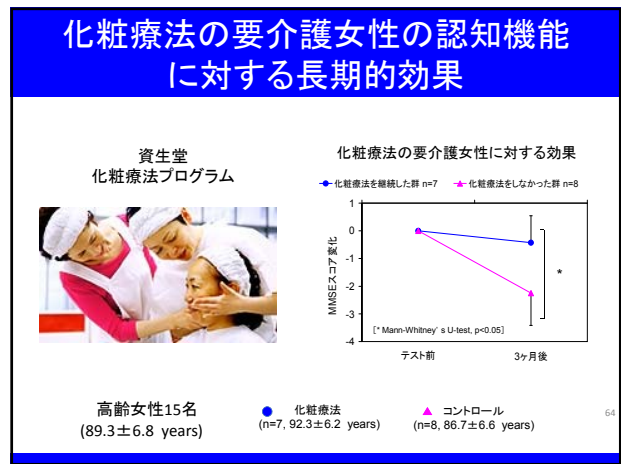 化粧療法の要介護女性の認知機能
に対する長期的効果
資生堂
化粧療法プログラム
化粧療法の要介護女性に対する効果
化粧療法を継続した群 n=7
化粧療法をしなかった群 n=8
MMSEスコア変化
1
0
-1
-2
-3
-4
*
[* Mann-Whitney' s U-test, p<0.05]
テスト前
3ヶ月後
高齢女性15名
(89.3±6.8 years)
化粧療法
(n=7, 92.3±6.2 years)
コントロール
(n=8, 86.7±6.6 years)
64